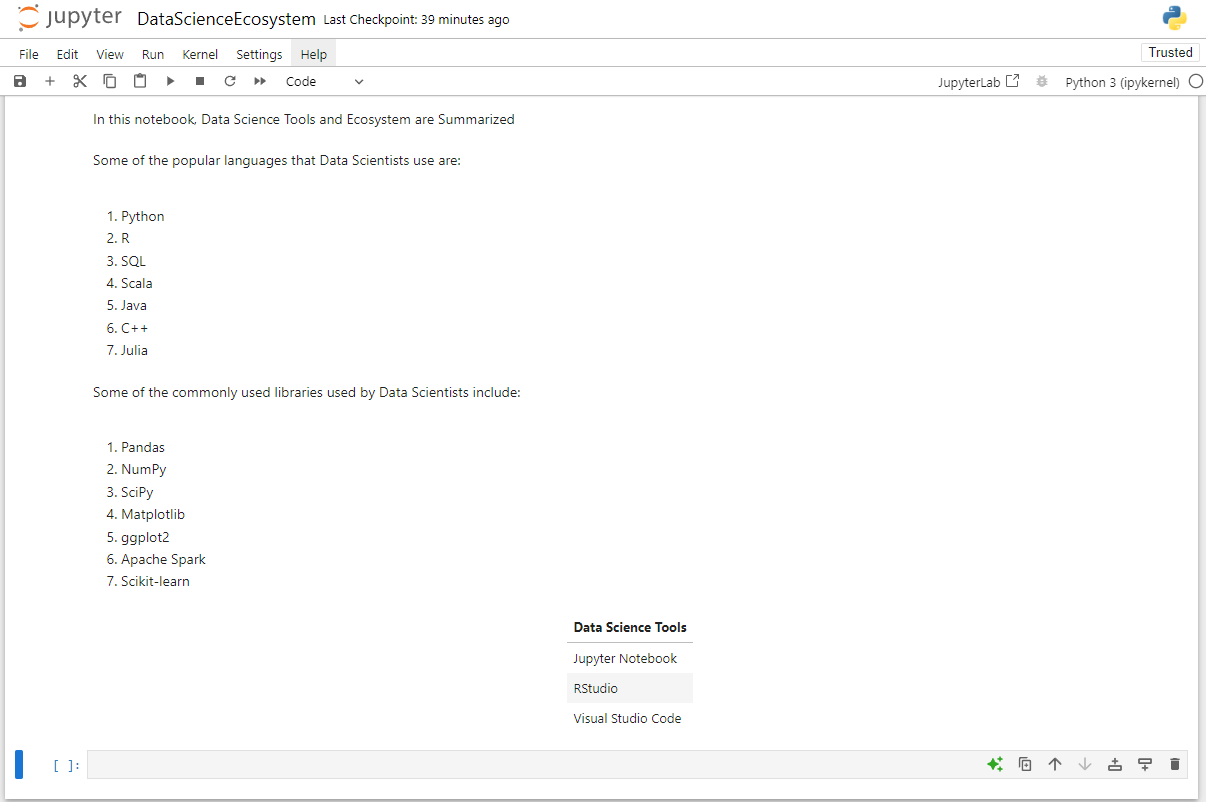 jupyter DataScienceEcosystem Last Checkpoint: 39 minutes ago
File Edit View Run Kernel Settings Help Trusted
Code JupyterLab Python 3 (ipykernel)
In this notebook, Data Science Tools and Ecosystem are Summarized
Some of the popular languages that Data Scientists use are:
1. Python
2. R
3. SQL
4. Scala
5. Java
6. C++
7. Julia
Some of the commonly used libraries used by Data Scientists include:
1. Pandas
2. NumPy
3. SciPy
4. Matplotlib
5. ggplot2
6. Apache Spark
7. Scikit-learn
Data Science Tools
Jupyter Notebook
RStudio
Visual Studio Code
[ ]: